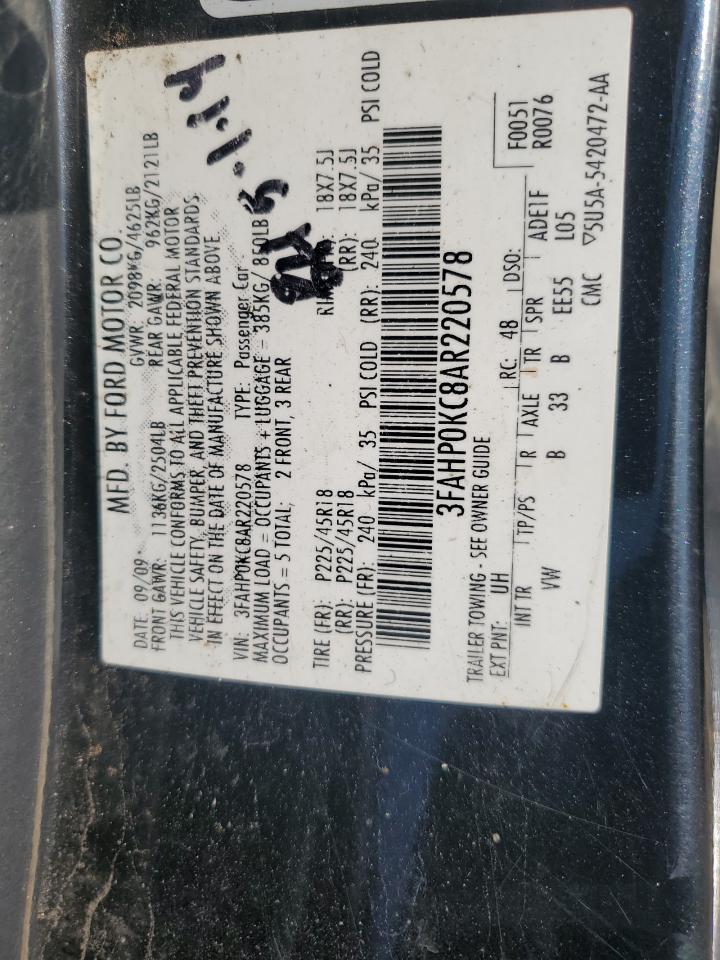 MFD. BY FORD MOTOR CO.
DATE: 09/09 GVWR: 2098KG/4625LB
FRONT GAWR: 1136KG/2504LB REAR GAWR: 962KG/2121LB
THIS VEHICLE CONFORMS TO ALL APPLICABLE FEDERAL MOTOR
VEHICLE SAFETY, BUMPER, AND THEFT PREVENTION STANDARDS
IN EFFECT ON THE DATE OF MANUFACTURE SHOWN ABOVE
VIN: 3FAHP0KC8AR220578 TYPE: Passenger Car
MAXIMUM LOAD = OCCUPANTS + LUGGAGE = 385KG/ 850LB
OCCUPANTS = 5 TOTAL; 2 FRONT, 3 REAR
5-1-14
TIRE (FR): P225/45R18 18X7.5J
(RR): P225/45R18 (RR): 18X7.5J
PRESSURE (FR): 240 kPa/ 35 PSI COLD (RR): 240 kPa/ 35 PSI COLD
3FAHP0KC8AR220578
TRAILER TOWING - SEE OWNER GUIDE
EXT PNT: UH RC: 48 DSO: F0051
R0076
INT TR TP/PS R AXLE TR SPR ADE1F
VW B 33 B EE55 L05
CMC ▽5U5A-5420472-AA